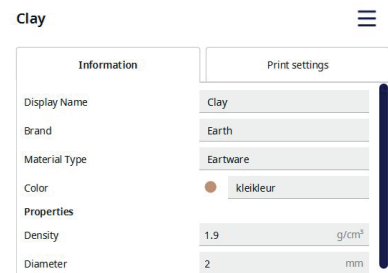 Clay
Information Print settings
Display Name Clay
Brand Earth
Material Type Eartware
Color kleikleur
Properties
Density 1.9 g/cm³
Diameter 2 mm